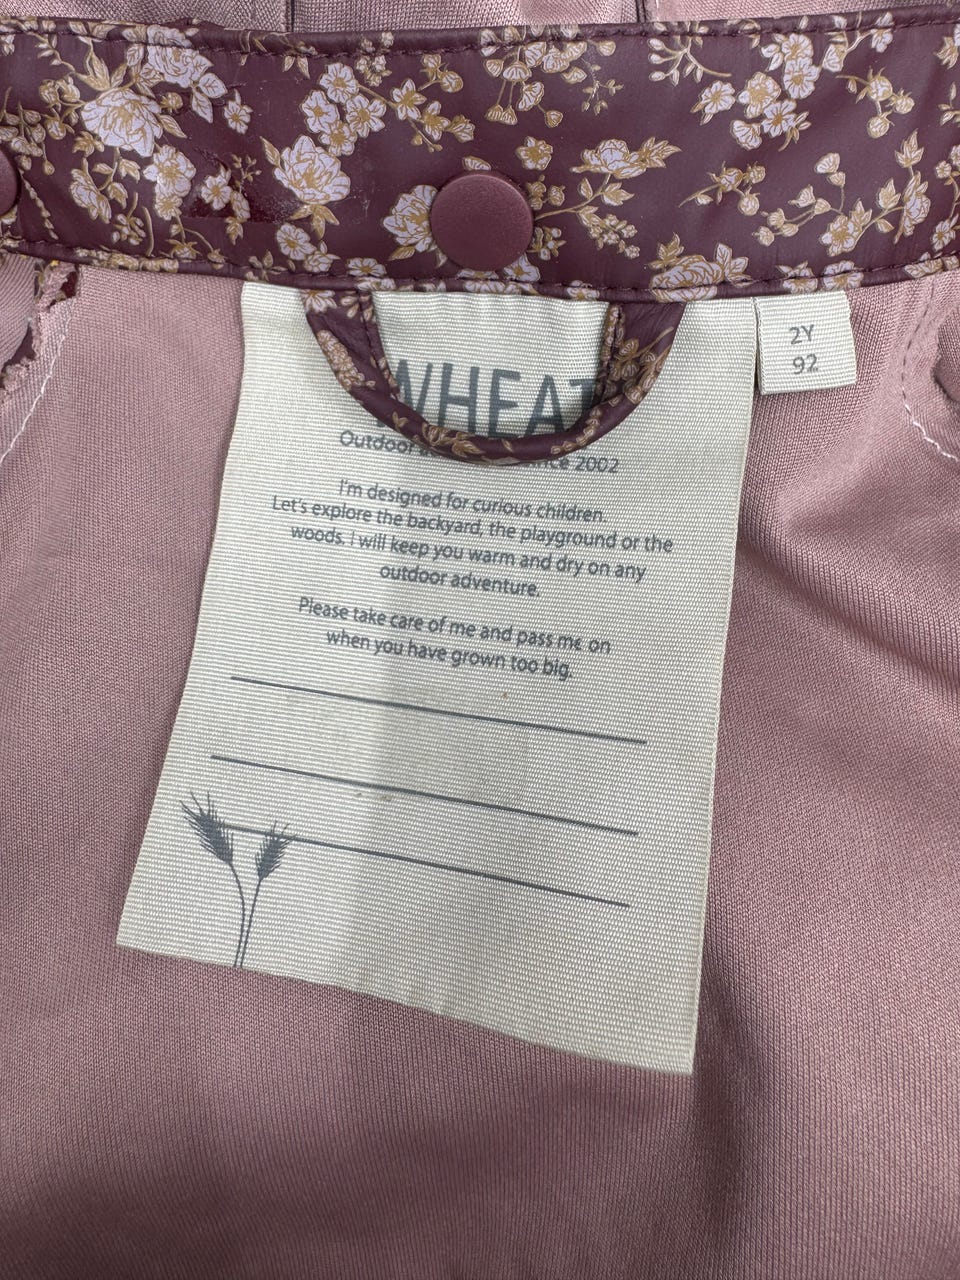 WHEAT
2Y
92
Outdoor since 2002
I'm designed for curious children.
Let's explore the backyard, the playground or the
woods. I will keep you warm and dry on any
outdoor adventure.
Please take care of me and pass me on
when you have grown too big.